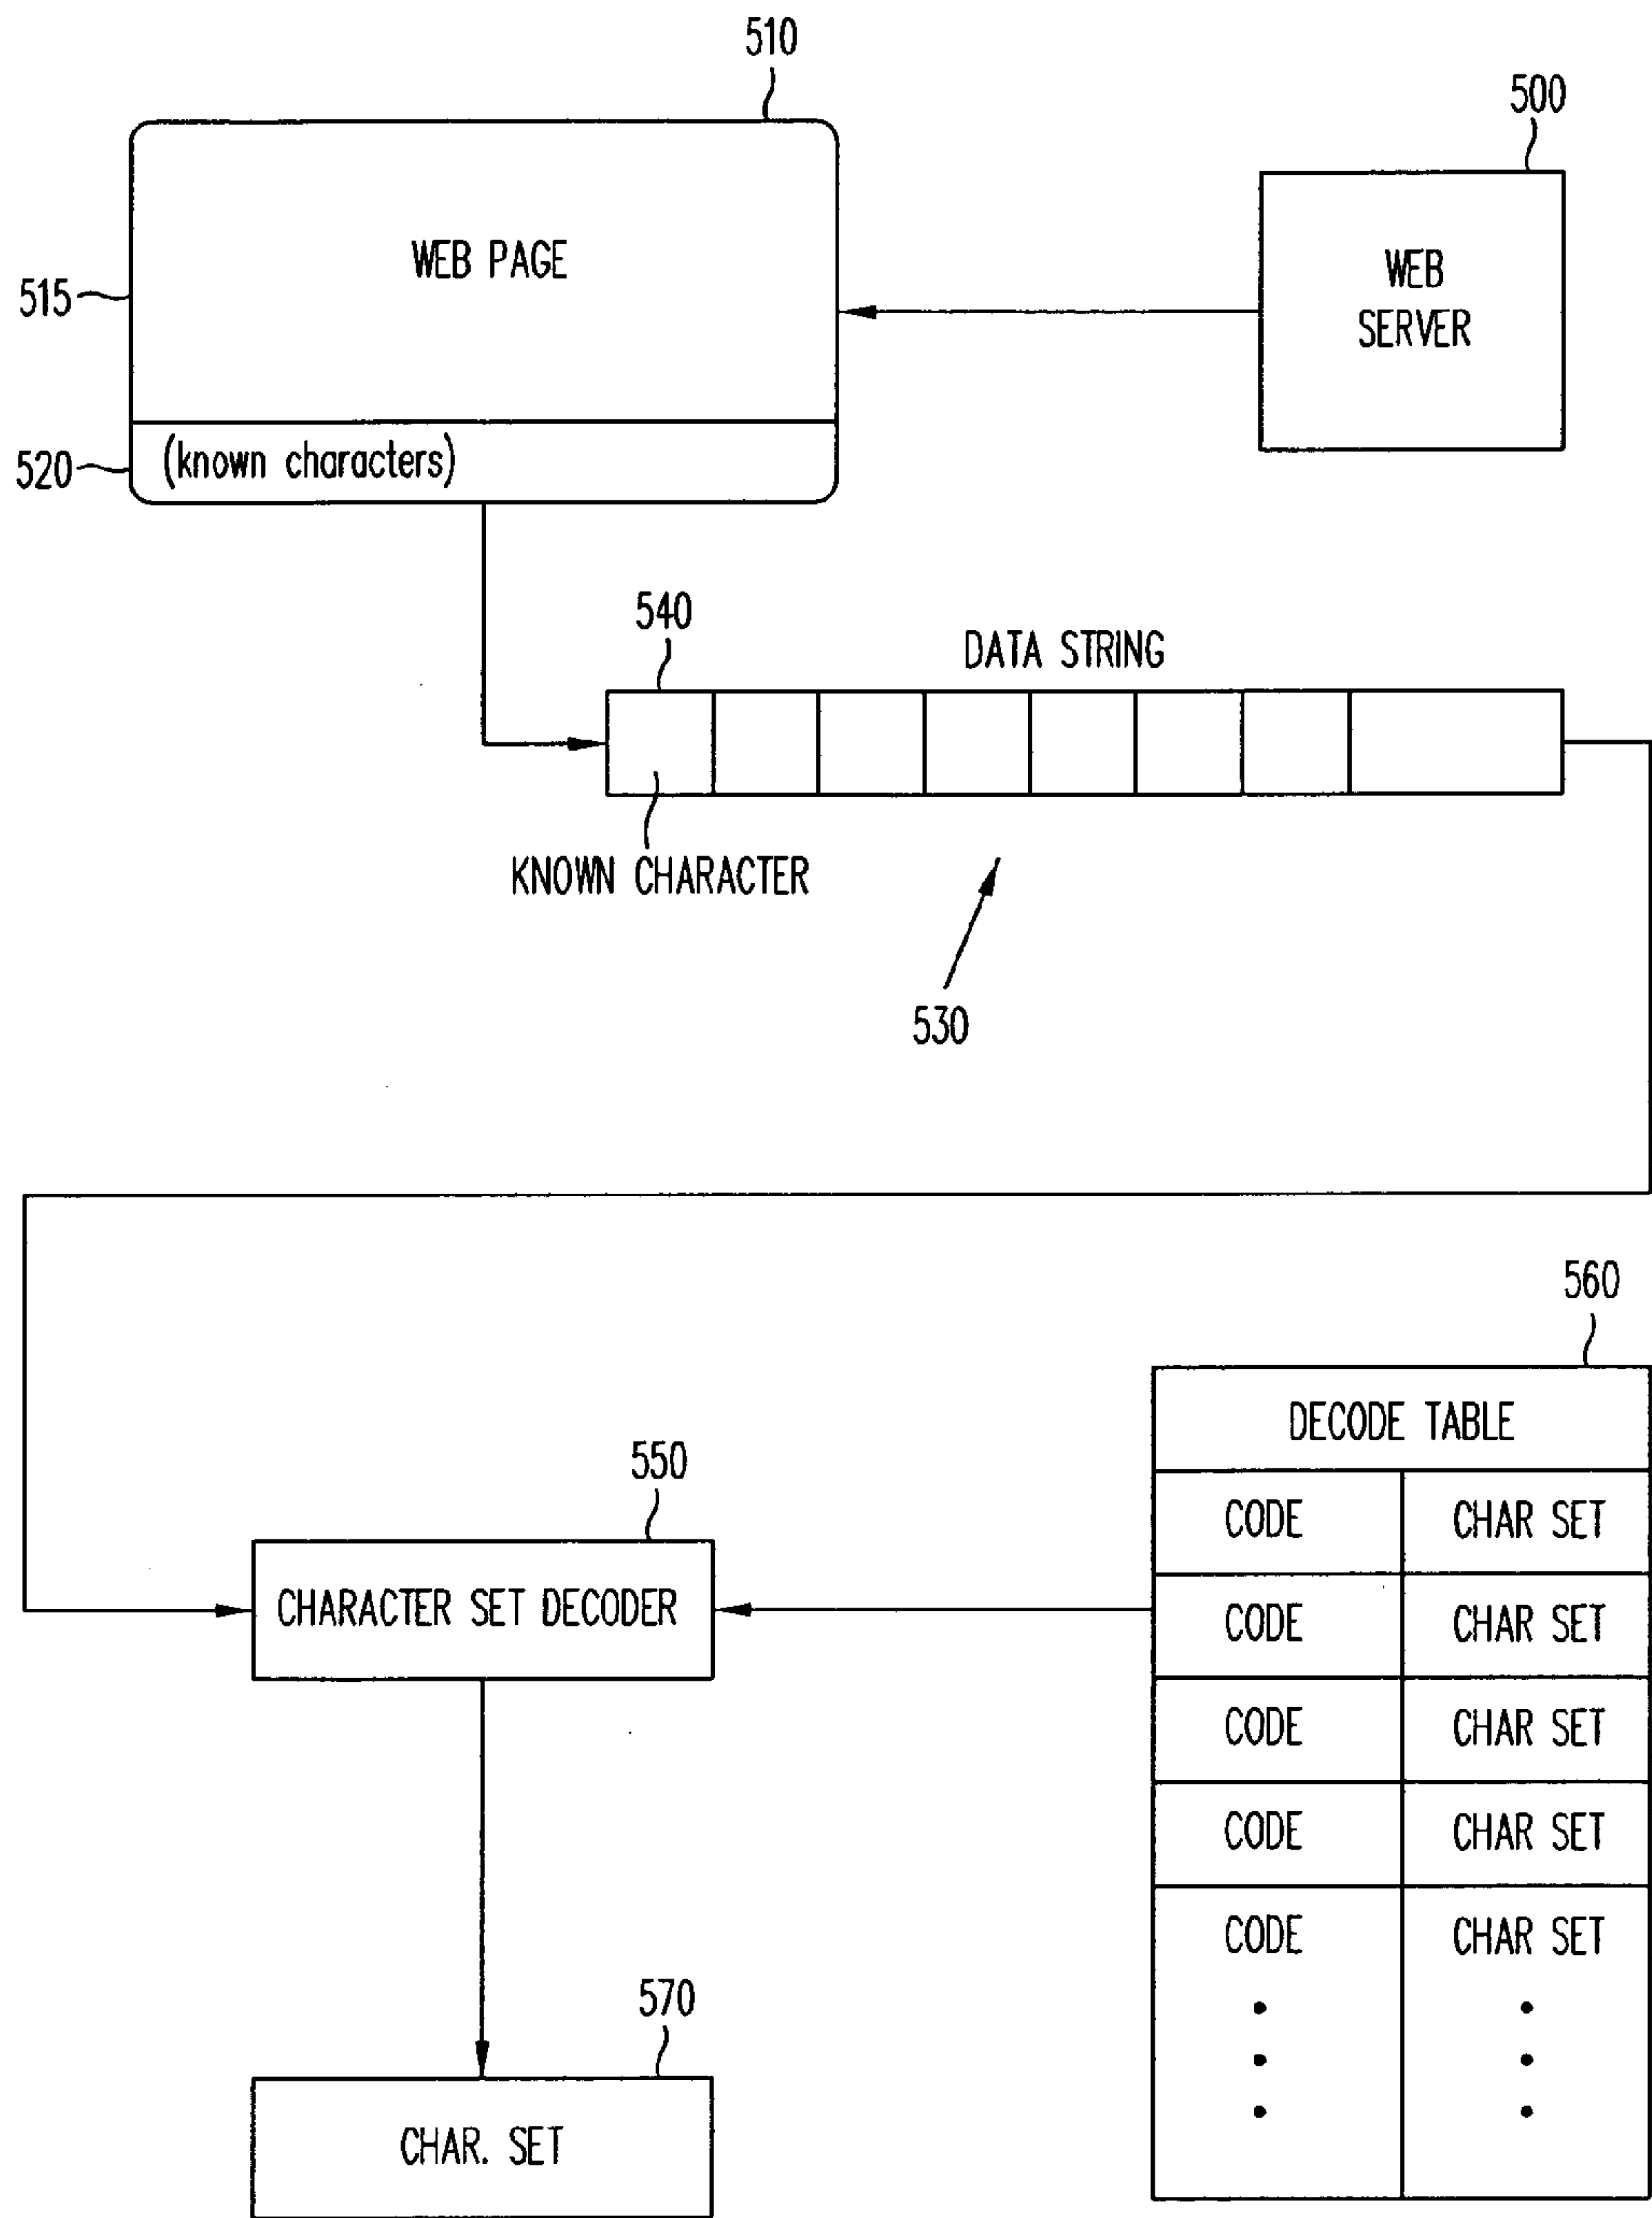 510
500
WEB PAGE
WEB
SERVER
515
520
(known characters)
540
DATA STRING
KNOWN CHARACTER
530
560
DECODE TABLE
550
CODE CHAR SET
CHARACTER SET DECODER
CODE CHAR SET
CODE CHAR SET
CODE CHAR SET
CODE CHAR SET
570
CHAR. SET